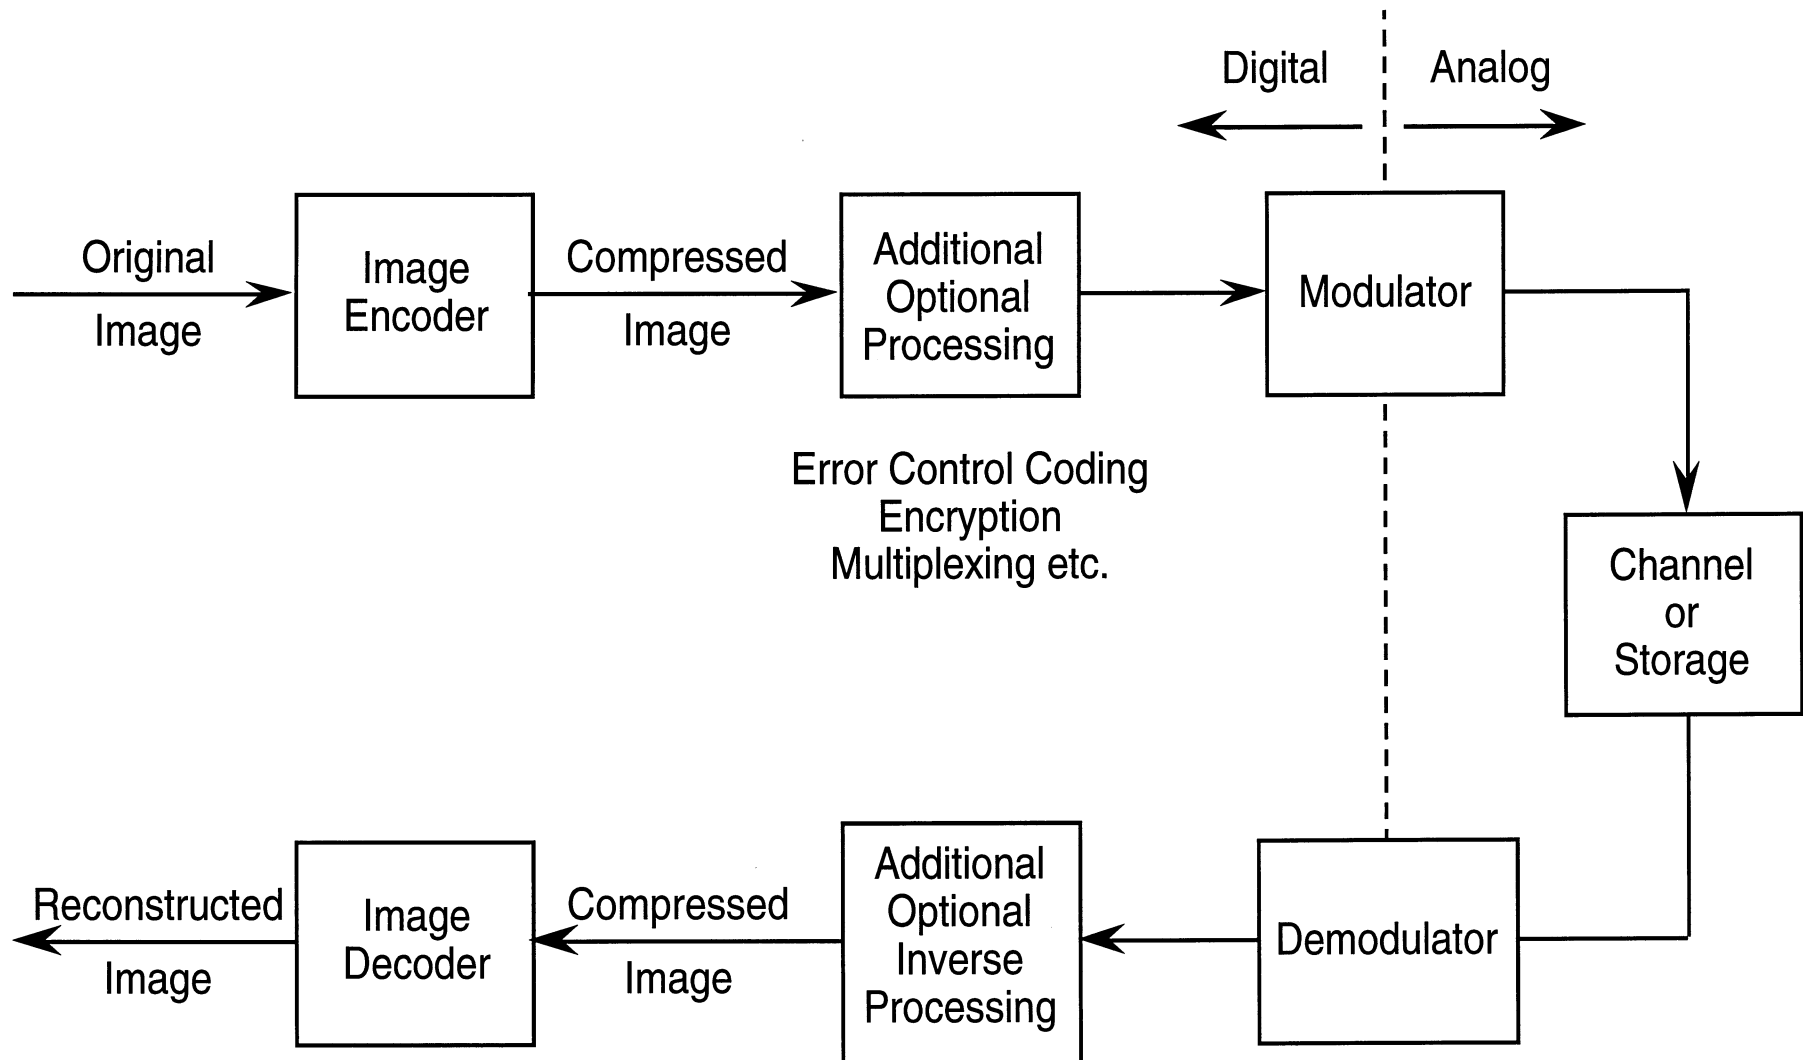 Digital
Analog
Original
Image
Image
Encoder
Compressed
Image
Additional
Optional
Processing
Modulator
Error Control Coding
Encryption
Multiplexing etc.
Channel
or
Storage
Reconstructed
Image
Image
Decoder
Compressed
Image
Additional
Optional
Inverse
Processing
Demodulator